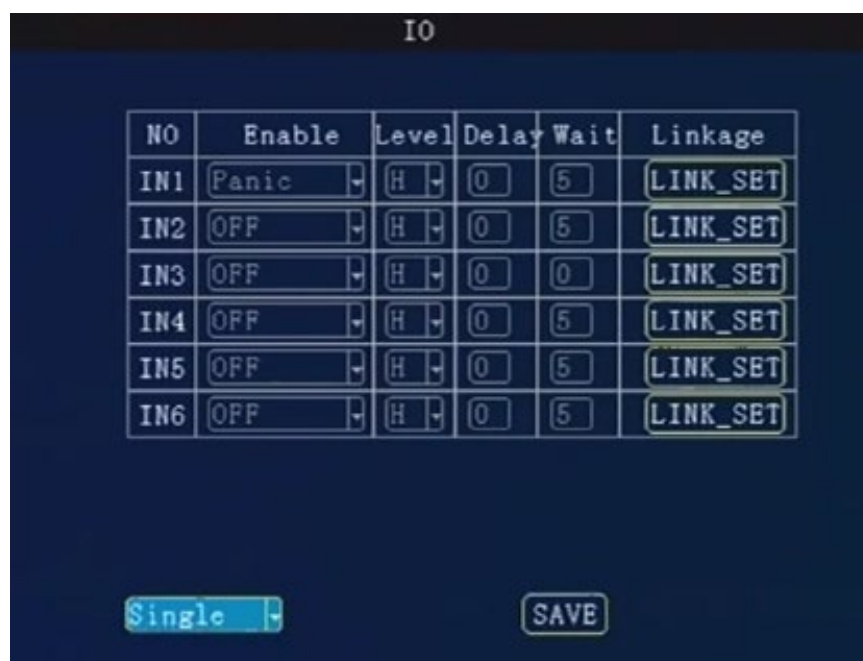 IO
NO Enable Level Delay Wait Linkage
IN1 Panic H 0 5 LINK_SET
IN2 OFF H 0 5 LINK_SET
IN3 OFF H 0 0 LINK_SET
IN4 OFF H 0 5 LINK_SET
IN5 OFF H 0 5 LINK_SET
IN6 OFF H 0 5 LINK_SET
Single SAVE